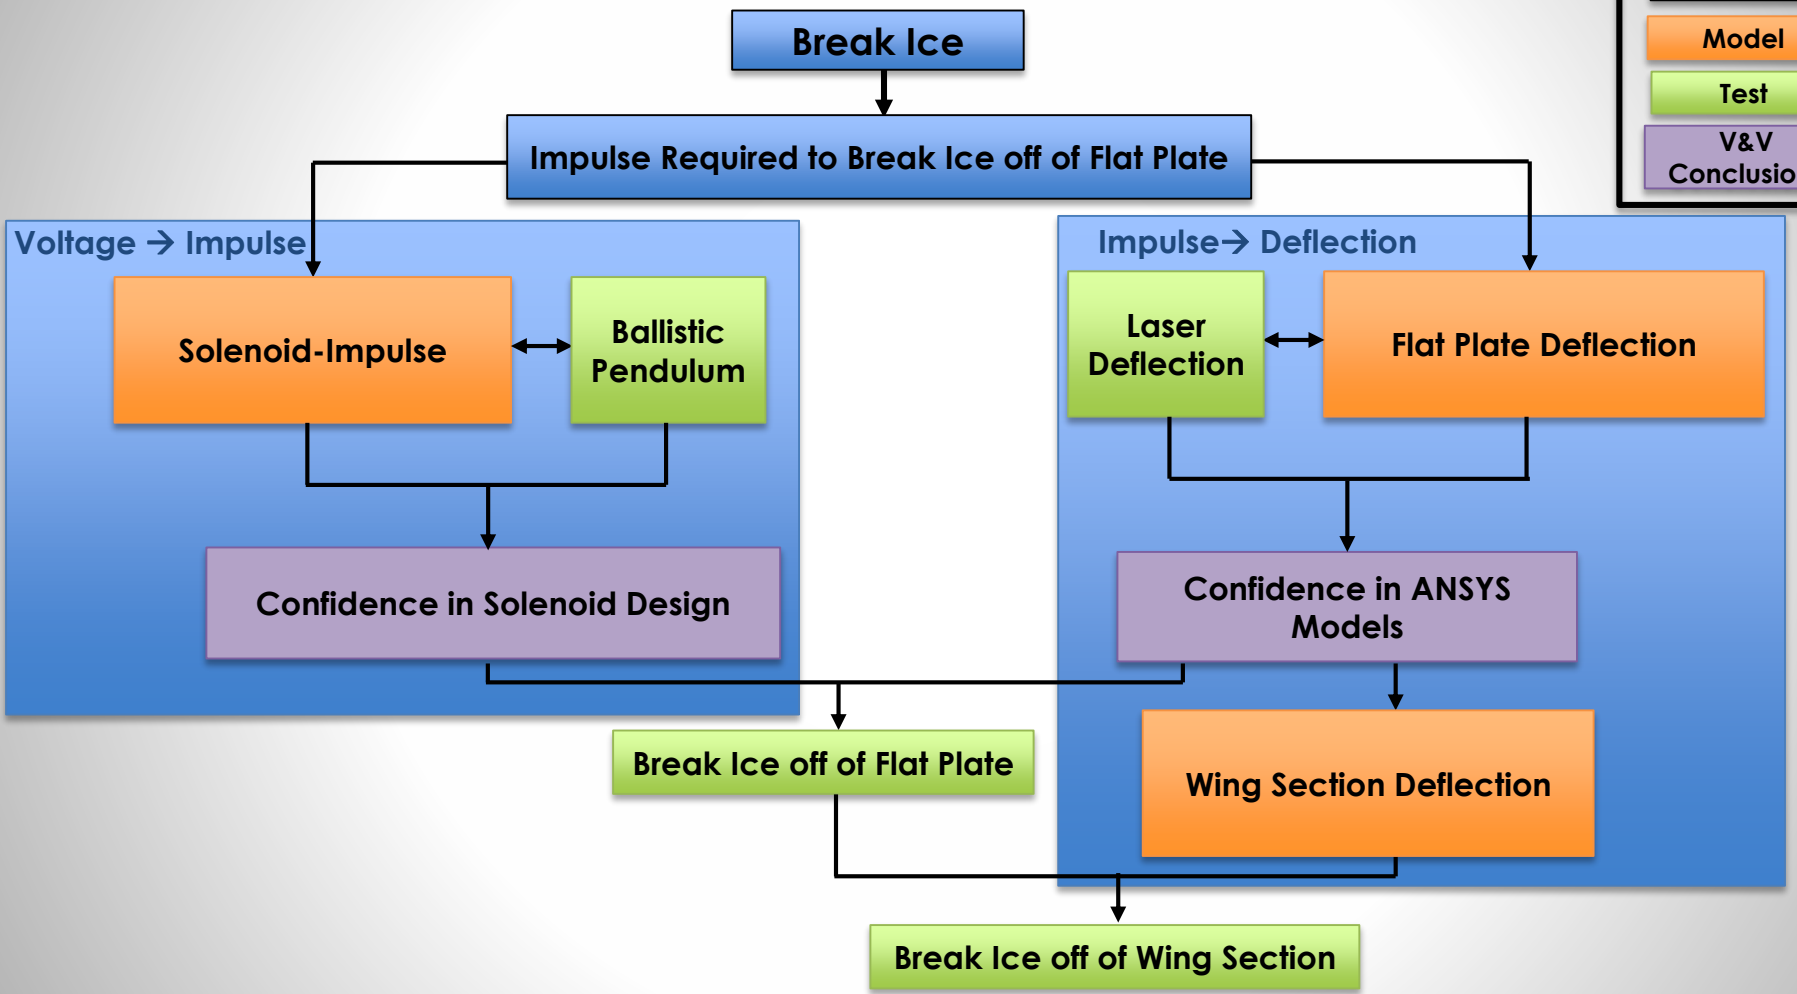 Break Ice
Model
Test
V&V
Impulse Required to Break Ice off of Flat Plate
Voltage → Impulse
Solenoid-Impulse
Ballistic
Pendulum
Confidence in Solenoid Design
Impulse→ Deflection
Laser
Deflection
Flat Plate Deflection
Confidence in ANSYS
Models
Break Ice off of Flat Plate
Wing Section Deflection
Break Ice off of Wing Section